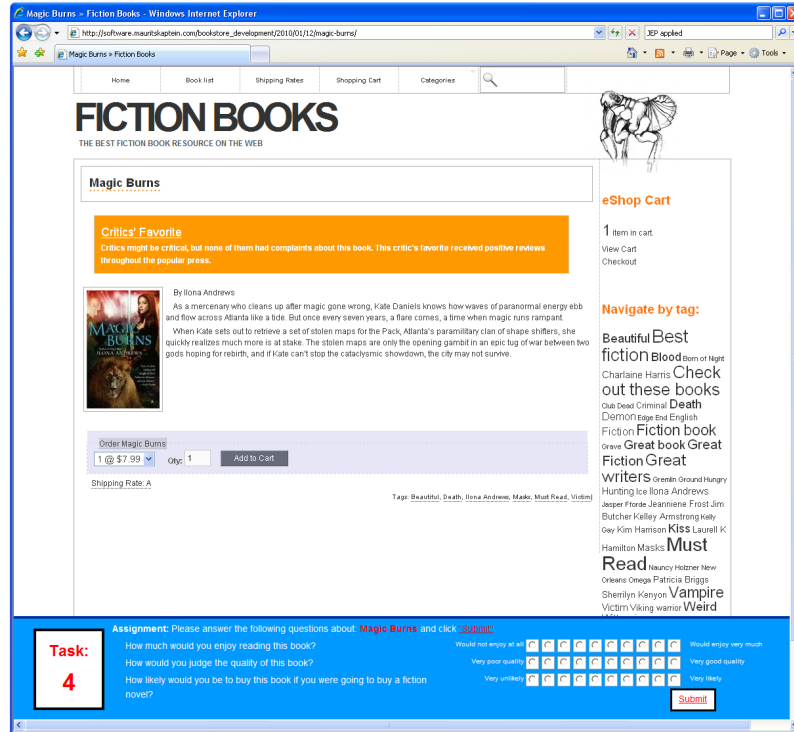 Magic Burns » Fiction Books - Windows Internet Explorer
http://software.mauritskaptein.com/bookstore_development/2010/01/12/magic-burns/
JEP applied
Magic Burns » Fiction Books
Page
Tools
Home Book list Shipping Rates Shopping Cart Categories
FICTION BOOKS
THE BEST FICTION BOOK RESOURCE ON THE WEB
Magic Burns
Critics' Favorite
Critics might be critical, but none of them had complaints about this book. This critic's favorite received positive reviews
throughout the popular press.
MAGIC
BURNS
ILONA ANDREWS
By Ilona Andrews
As a mercenary who cleans up after magic gone wrong, Kate Daniels knows how waves of paranormal energy ebb
and flow across Atlanta like a tide. But once every seven years, a flare comes, a time when magic runs rampant.
When Kate sets out to retrieve a set of stolen maps for the Pack, Atlanta's paramilitary clan of shape shifters, she
quickly realizes much more is at stake. The stolen maps are only the opening gambit in an epic tug of war between two
gods hoping for rebirth, and if Kate can't stop the cataclysmic showdown, the city may not survive.
Order Magic Burns
1 @ $7.99 Qty: 1 Add to Cart
Shipping Rate: A
Tags: Beautiful, Death, Ilona Andrews, Masks, Must Read, Victim|
eShop Cart
1 item in cart.
View Cart
Checkout
Navigate by tag:
Beautiful Best
fiction Blood Born of Night
Charlaine Harris Check
out these books
Club Dead Criminal Death
Demon Edge End English
Fiction Fiction book
Grave Great book Great
Fiction Great
writers Gremlin Ground Hungry
Hunting Ice Ilona Andrews
Jasper Fforde Jeanniene Frost Jim
Butcher Kelley Armstrong Kelly
Gay Kim Harrison Kiss Laurell K
Hamilton Masks Must
Read Nauncy Holzner New
Orleans Omega Patricia Briggs
Sherrilyn Kenyon Vampire
Victim Viking warrior Weird
Task:
4
Assignment: Please answer the following questions about: Magic Burns and click "Submit"
How much would you enjoy reading this book? Would not enjoy at all Would enjoy very much
How would you judge the quality of this book? Very poor quality Very good quality
How likely would you be to buy this book if you were going to buy a fiction Very unlikely Very likely
novel?
Submit